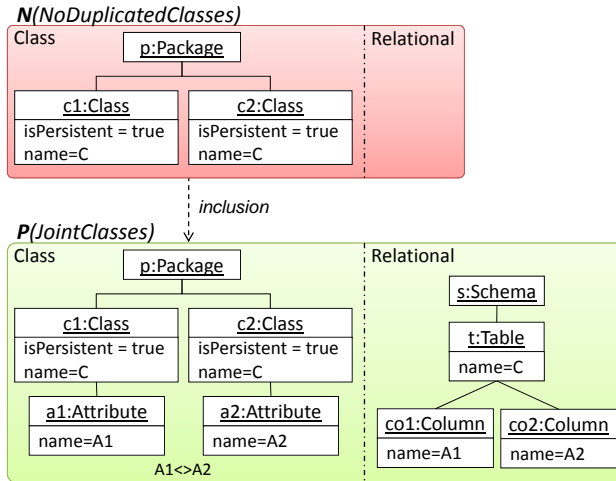 N(NoDuplicatedClasses)
Class
Relational
p:Package
c1:Class
c2:Class
isPersistent = true
isPersistent = true
name=C
name=C
inclusion
P(JointClasses)
Class
Relational
p:Package
s:Schema
c1:Class
c2:Class
t:Table
isPersistent = true
isPersistent = true
name=C
name=C
name=C
a1:Attribute
a2:Attribute
co1:Column
co2:Column
name=A1
name=A2
name=A1
name=A2
A1<>A2